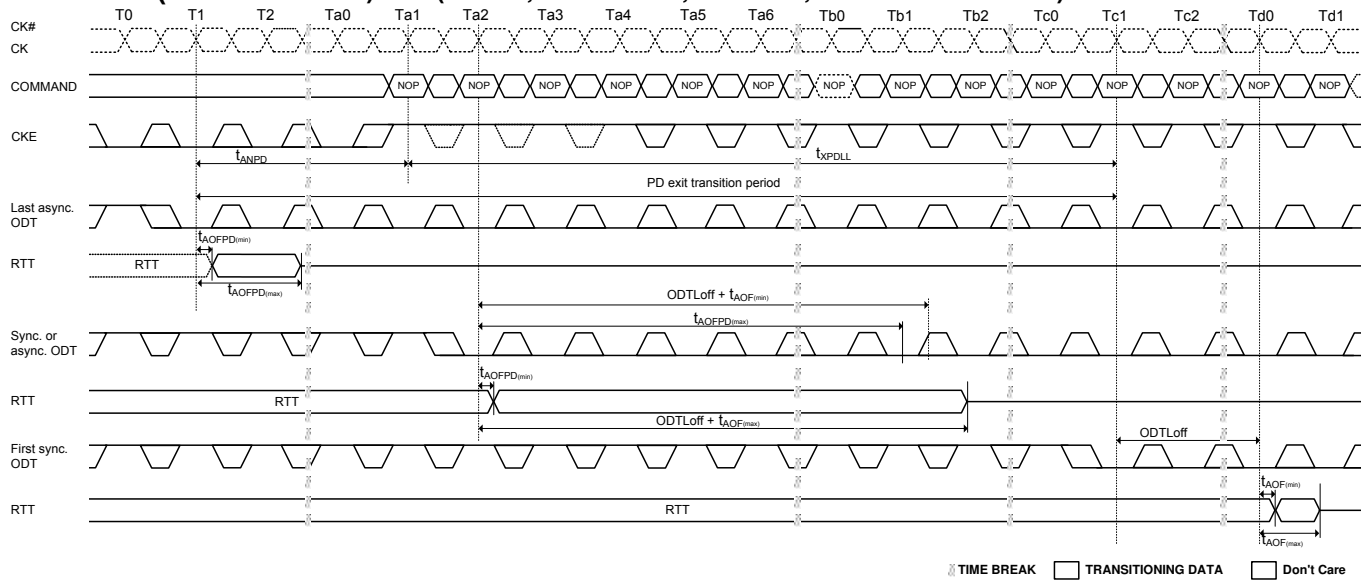 T0 T1 T2 Ta0 Ta1 Ta2 Ta3 Ta4 Ta5 Ta6 Tb0 Tb1 Tb2 Tc0 Tc1 Tc2 Td0 Td1
CK#
CK
COMMAND NOP NOP NOP NOP NOP NOP NOP NOP NOP NOP NOP NOP NOP NOP
CKE
tANPD tXPDLL
PD exit transition period
Last async.
ODT
tAOFPD(min)
RTT RTT
tAOFPD(max)
ODTLoff + tAOF(min)
tAOFPD(max)
Sync. or
async. ODT
tAOFPD(min)
RTT RTT
ODTLoff + tAOF(max)
ODTLoff
First sync.
ODT
tAOF(min)
RTT RTT
tAOF(max)
TIME BREAK TRANSITIONING DATA Don't Care